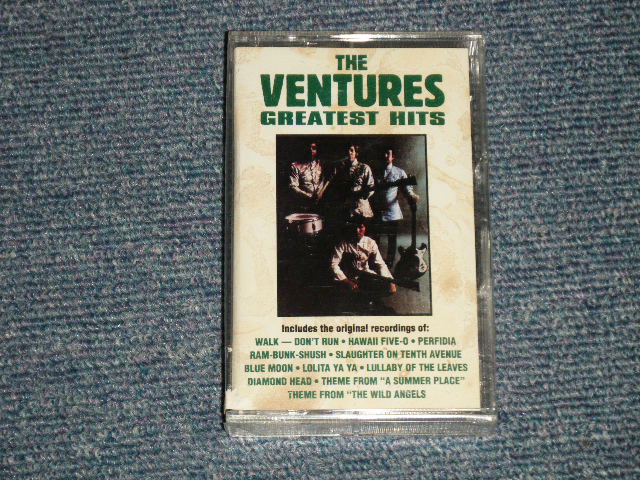 THE
VENTURES
GREATEST HITS
Includes the original recordings of:
WALK — DON'T RUN • HAWAII FIVE-O • PERFIDIA
RAM-BUNK-SHUSH • SLAUGHTER ON TENTH AVENUE
BLUE MOON • LOLITA YA YA • LULLABY OF THE LEAVES
DIAMOND HEAD • THEME FROM "A SUMMER PLACE"
THEME FROM "THE WILD ANGELS